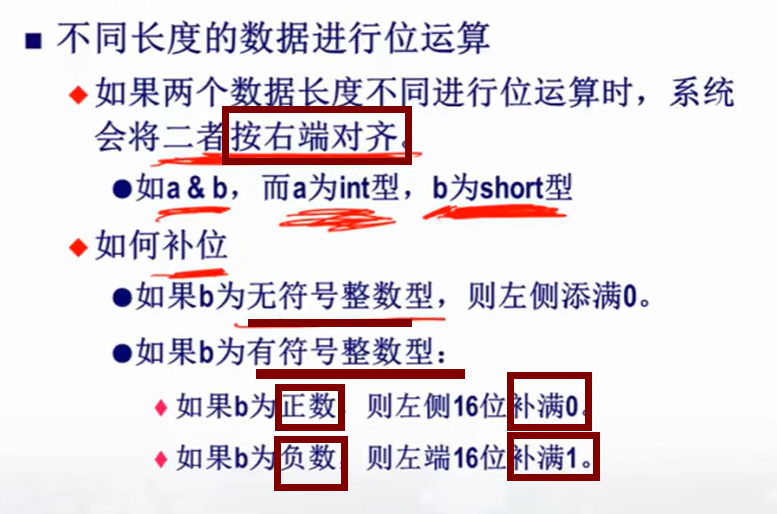 不同长度的数据进行位运算
如果两个数据长度不同进行位运算时，系统
会将二者按右端对齐。
如a & b，而a为int型，b为short型
如何补位
如果b为无符号整数型，则左侧添满0。
如果b为有符号整数型：
如果b为正数，则左侧16位补满0。
如果b为负数，则左端16位补满1。